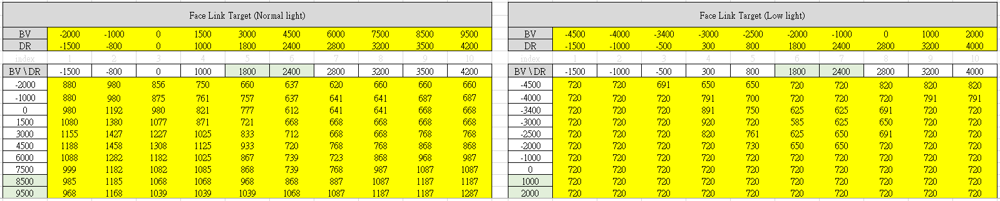 Face Link Target (Normal light)
BV -2000 -1000 0 1500 3000 4500 6000 7500 8500 9500
DR -1500 -800 0 1000 1800 2400 2800 3200 3500 4200
index 1 2 3 4 5 6 7 8 9 10
BV \ DR -1500 -800 0 1000 1800 2400 2800 3200 3500 4200
-2000 880 980 856 750 660 637 620 660 660 660
-1000 880 980 875 761 757 637 641 641 687 687
0 980 1192 980 821 777 612 641 641 668 668
1500 1080 1380 1077 871 721 668 668 668 668 668
3000 1155 1427 1227 1025 833 712 668 668 768 768
4500 1188 1458 1308 1125 933 720 768 768 868 868
6000 1088 1282 1182 1025 867 739 723 868 968 987
7500 999 1182 1082 1085 868 739 768 987 1087 1087
8500 985 1185 1068 1068 968 868 887 1087 1187 1187
9500 968 1168 1039 1039 1039 1068 1087 1187 1187 1287
Face Link Target (Low light)
BV -4500 -4000 -3400 -3000 -2500 -2000 -1000 0 1000 2000
DR -1500 -1000 -500 300 800 1800 2400 2800 3200 4000
1 2 3 4 5 6 7 8 9 10
BV \ DR -1500 -1000 -500 300 800 1800 2400 2800 3200 4000
-4500 720 720 691 650 650 720 720 820 820 820
-4000 720 720 720 791 700 720 720 720 791 791
-3400 720 720 720 891 750 625 625 691 720 720
-3000 720 720 720 920 720 585 625 650 720 720
-2500 720 720 720 820 761 625 650 691 720 720
-2000 720 720 720 720 730 650 650 720 720 720
-1000 720 720 720 720 720 720 720 720 720 720
0 720 720 720 720 720 720 720 720 720 720
1000 720 720 720 720 720 720 720 720 720 720
2000 720 720 720 720 720 720 720 720 720 720